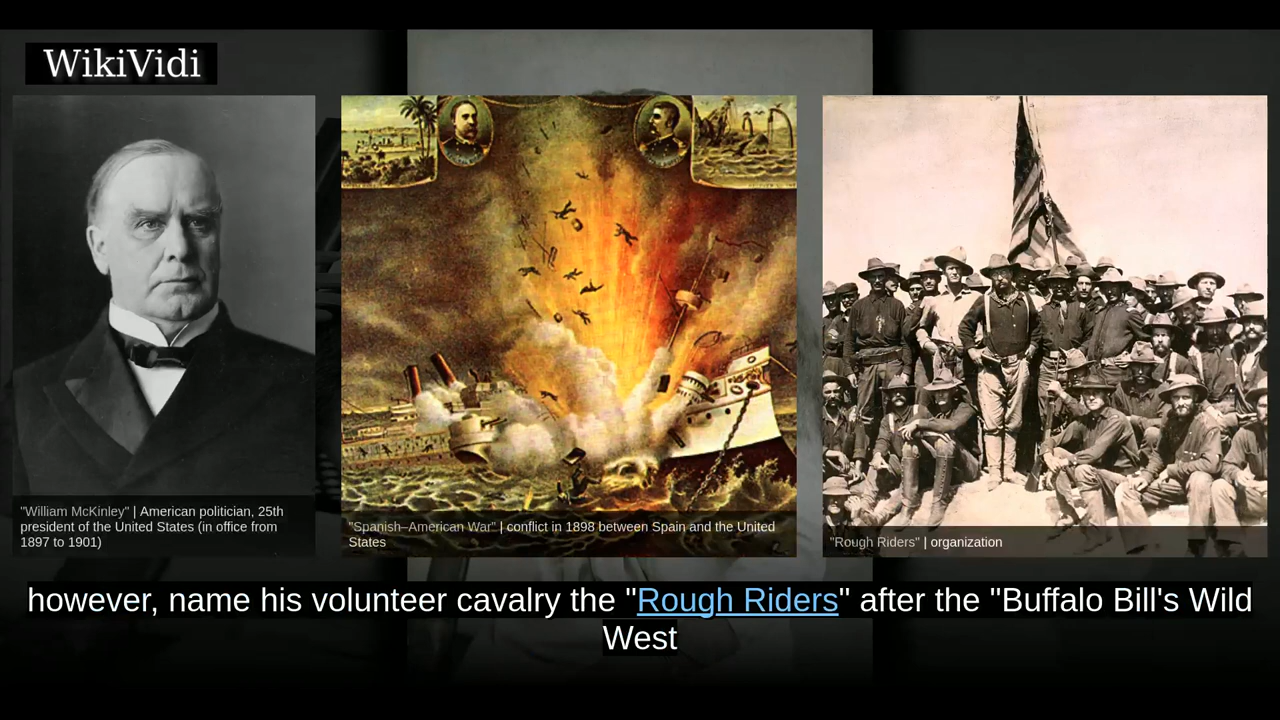 WikiVidi
"William McKinley" | American politician, 25th
president of the United States (in office from
1897 to 1901)
"Spanish–American War" | conflict in 1898 between Spain and the United
States
"Rough Riders" | organization
however, name his volunteer cavalry the "Rough Riders" after the "Buffalo Bill's Wild
West